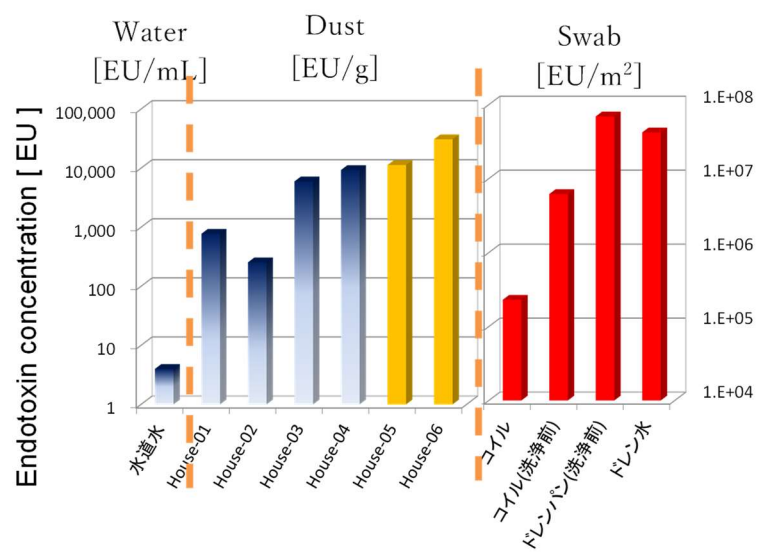 Water
[EU/mL]
Dust
[EU/g]
Swab
[EU/m²]
Endotoxin concentration [ EU ]
100,000
10,000
1,000
100
10
1
1.E+08
1.E+07
1.E+06
1.E+05
1.E+04
水道水
House-01
House-02
House-03
House-04
House-05
House-06
コイル
コイル(洗浄前)
ドレンパン(洗浄前)
ドレン水